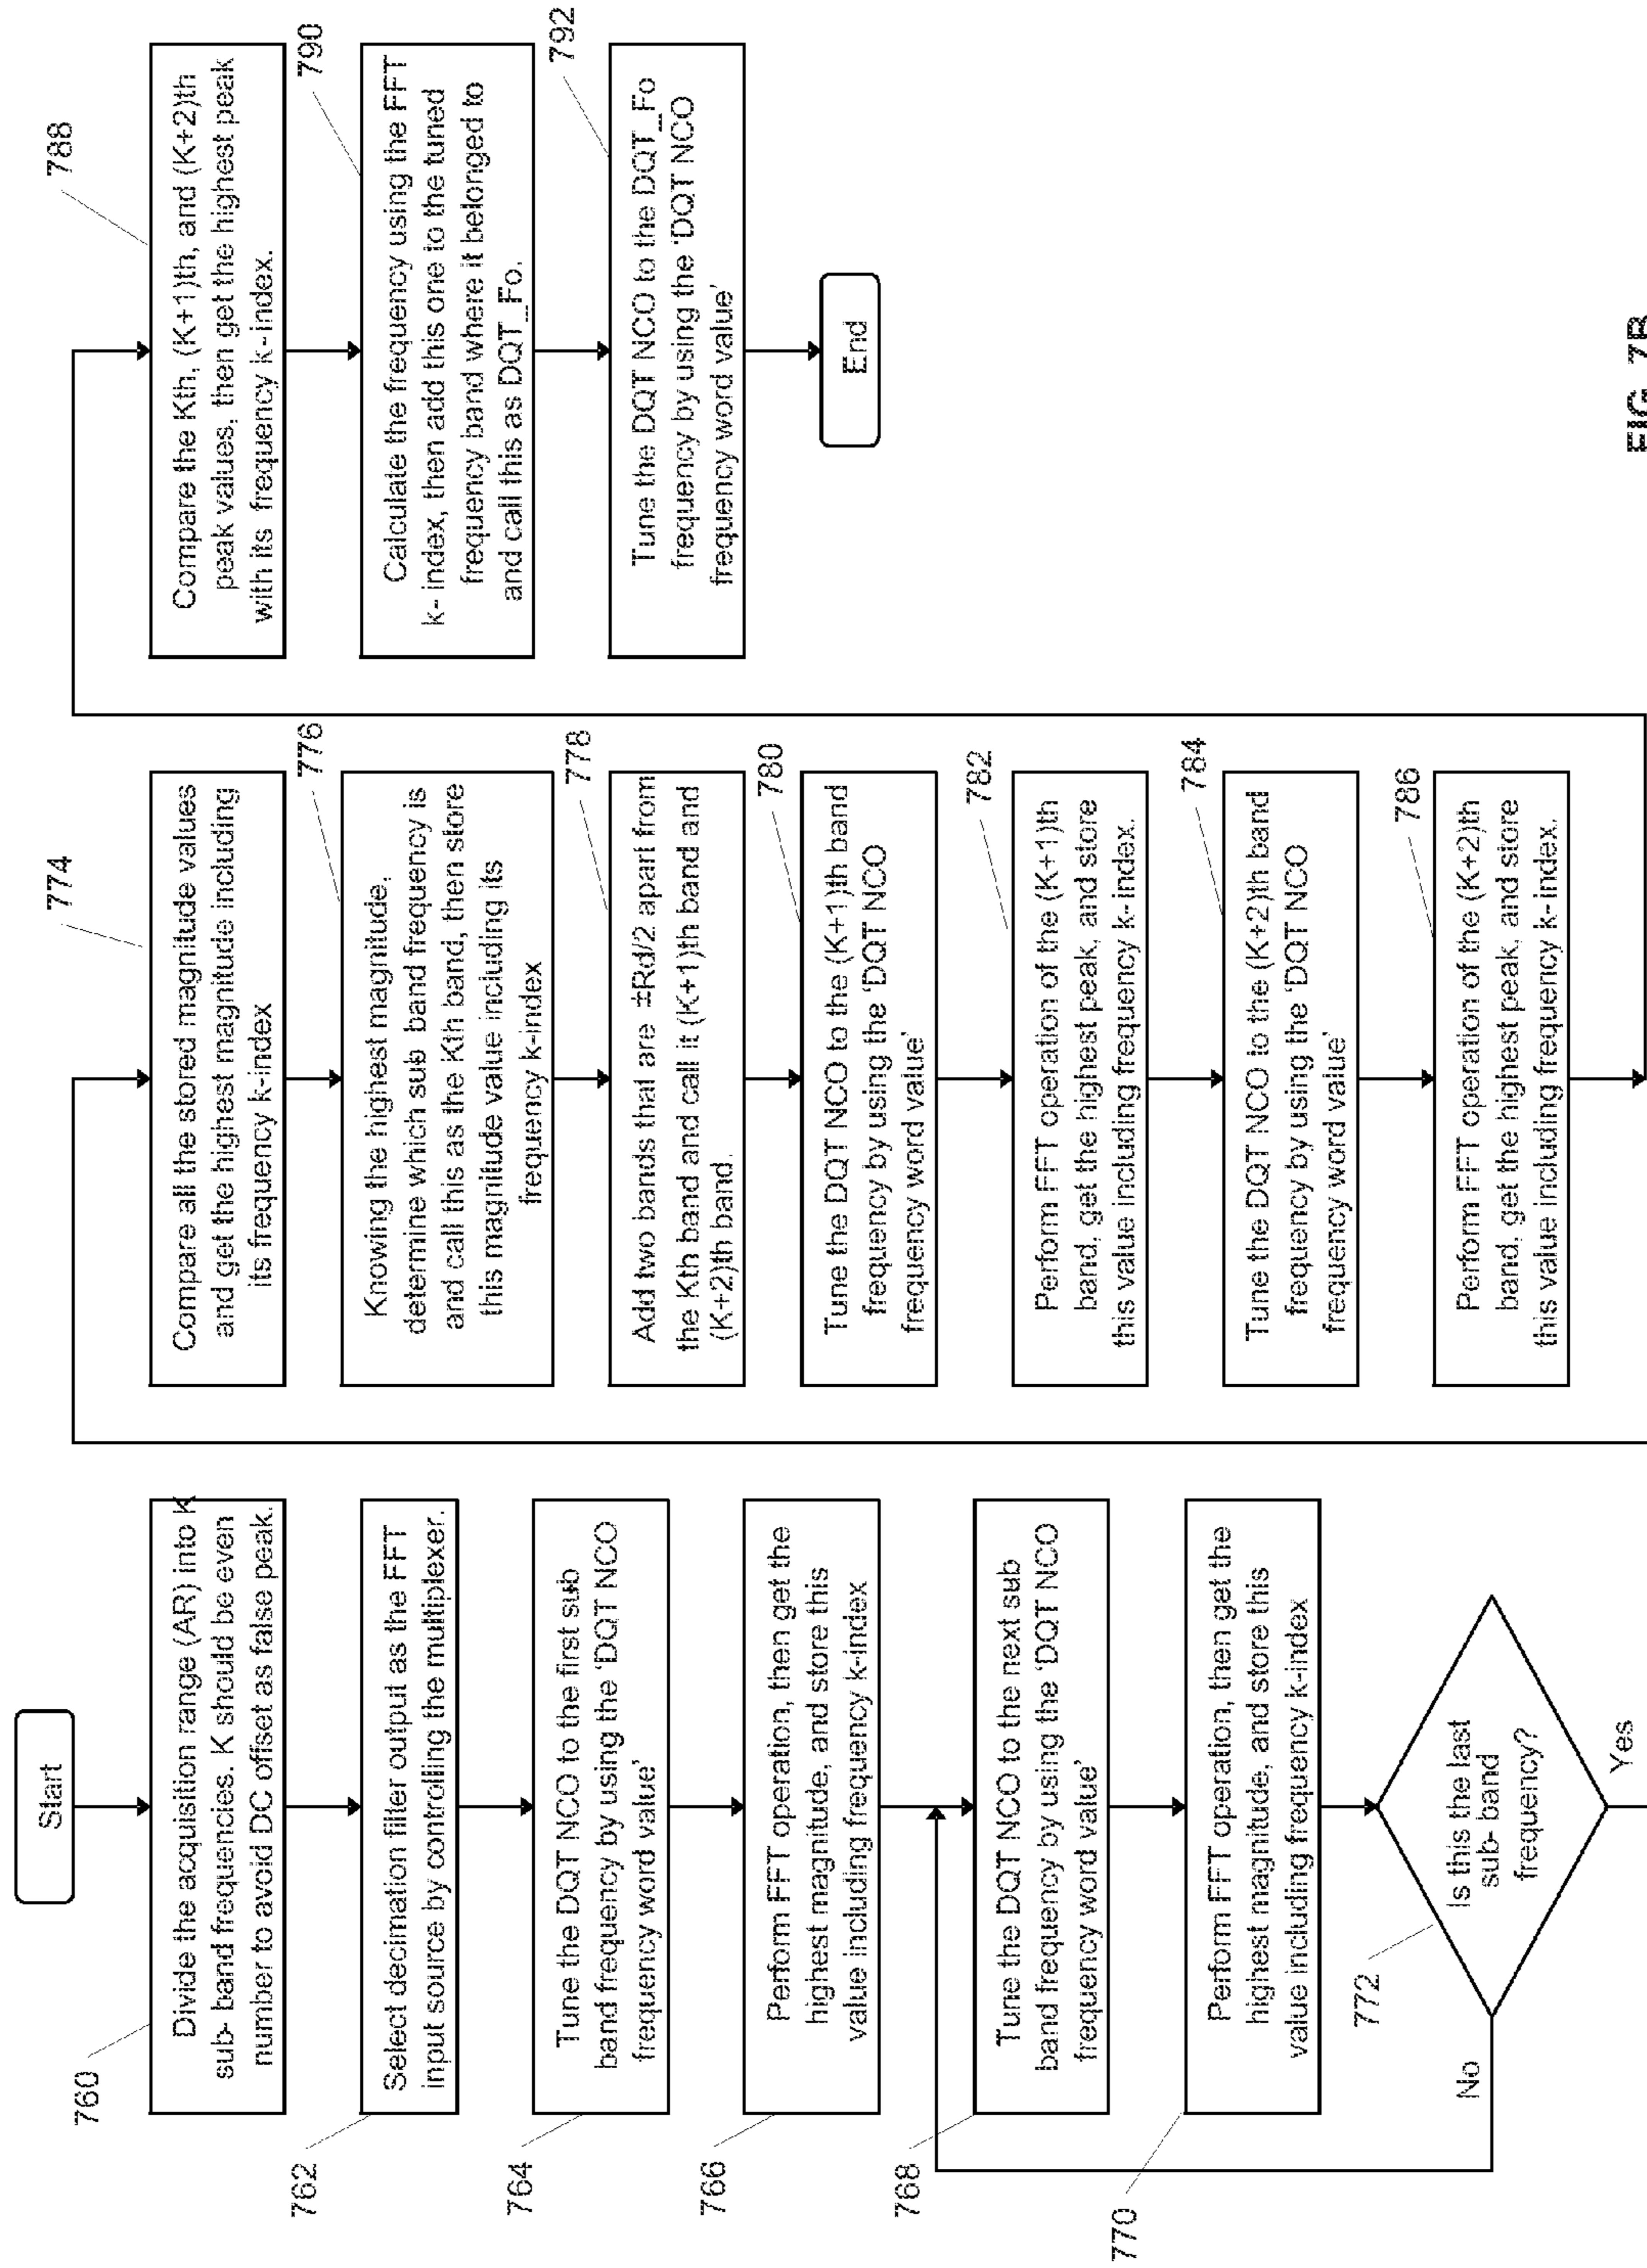 Start
760
Divide the acquisition range (AR) into K
sub- band frequencies. K should be even
number to avoid DC offset as false peak.
762
Select decimation filter output as the FFT
input source by controlling the multiplexer.
764
Tune the DQT NCO to the first sub
band frequency by using the 'DQT NCO
frequency word value'
766
Perform FFT operation, then get the
highest magnitude, and store this
value including frequency k-index
768
Tune the DQT NCO to the next sub
band frequency by using the 'DQT NCO
frequency word value'
770
Perform FFT operation, then get the
highest magnitude, and store this
value including frequency k-index
772
Is this the last
sub- band
frequency?
No
Yes
774
Compare all the stored magnitude values
and get the highest magnitude including
its frequency k-index
776
Knowing the highest magnitude,
determine which sub band frequency is
and call this as the Kth band, then store
this magnitude value including its
frequency k-index
778
Add two bands that are ±Rd/2 apart from
the Kth band and call it (K+1)th band and
(K+2)th band.
780
Tune the DQT NCO to the (K+1)th band
frequency by using the 'DQT NCO
frequency word value'
782
Perform FFT operation of the (K+1)th
band, get the highest peak, and store
this value including frequency k-index.
784
Tune the DQT NCO to the (K+2)th band
frequency by using the 'DQT NCO
frequency word value'
786
Perform FFT operation of the (K+2)th
band, get the highest peak, and store
this value including frequency k-index.
788
Compare the Kth, (K+1)th, and (K+2)th
peak values, then get the highest peak
with its frequency k-index.
790
Calculate the frequency using the FFT
k- index, then add this one to the tuned
frequency band where it belonged to
and call this as DQT_Fo.
792
Tune the DQT NCO to the DQT_Fo
frequency by using the 'DQT NCO
frequency word value'
End
FIG. 7B